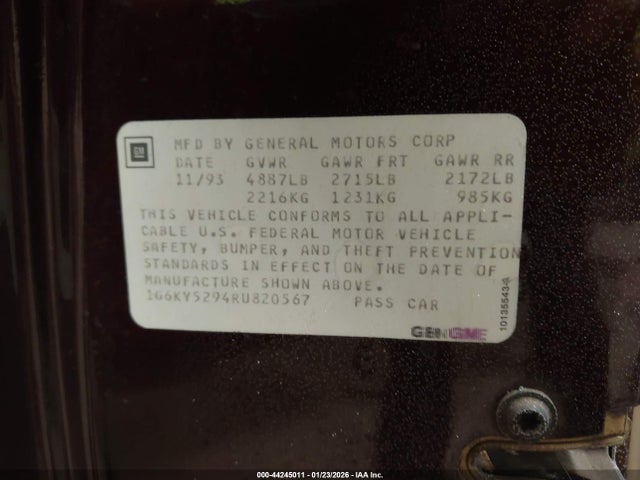 GM
MFD BY GENERAL MOTORS CORP
DATE GVWR GAWR FRT GAWR RR
11/93 4887LB 2715LB 2172LB
2216KG 1231KG 985KG
THIS VEHICLE CONFORMS TO ALL APPLI-
CABLE U.S. FEDERAL MOTOR VEHICLE
SAFETY, BUMPER, AND THEFT PREVENTION
STANDARDS IN EFFECT ON THE DATE OF
MANUFACTURE SHOWN ABOVE.
1G6KY5294RU820567 PASS CAR
101355434
000-44245011 - 01/23/2026 - IAA Inc.